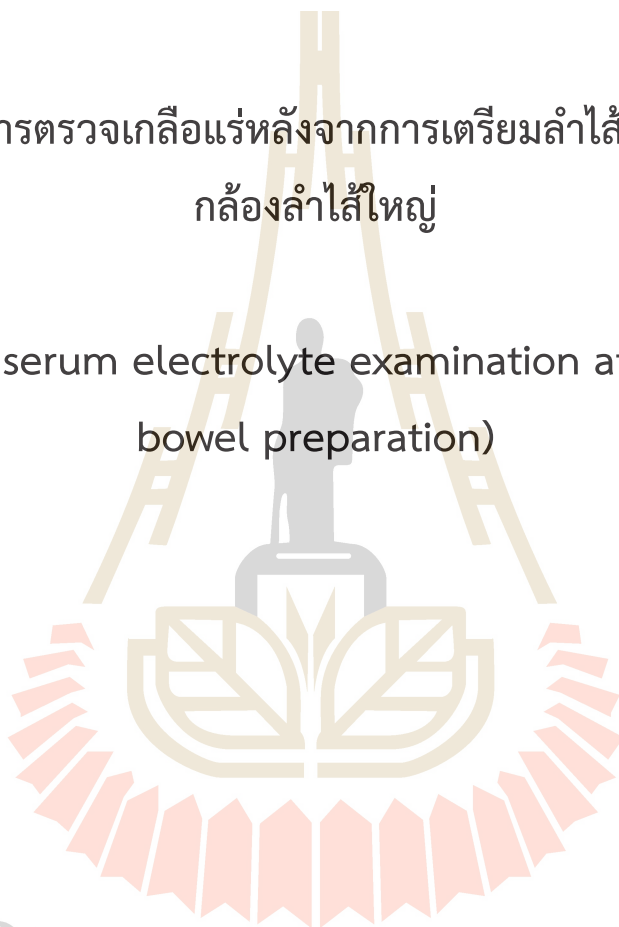 ารตรวจเกลือแร่หลังจากการเตรียมลำไส้
กล้องลำไส้ใหญ่
serum electrolyte examination at
bowel preparation)